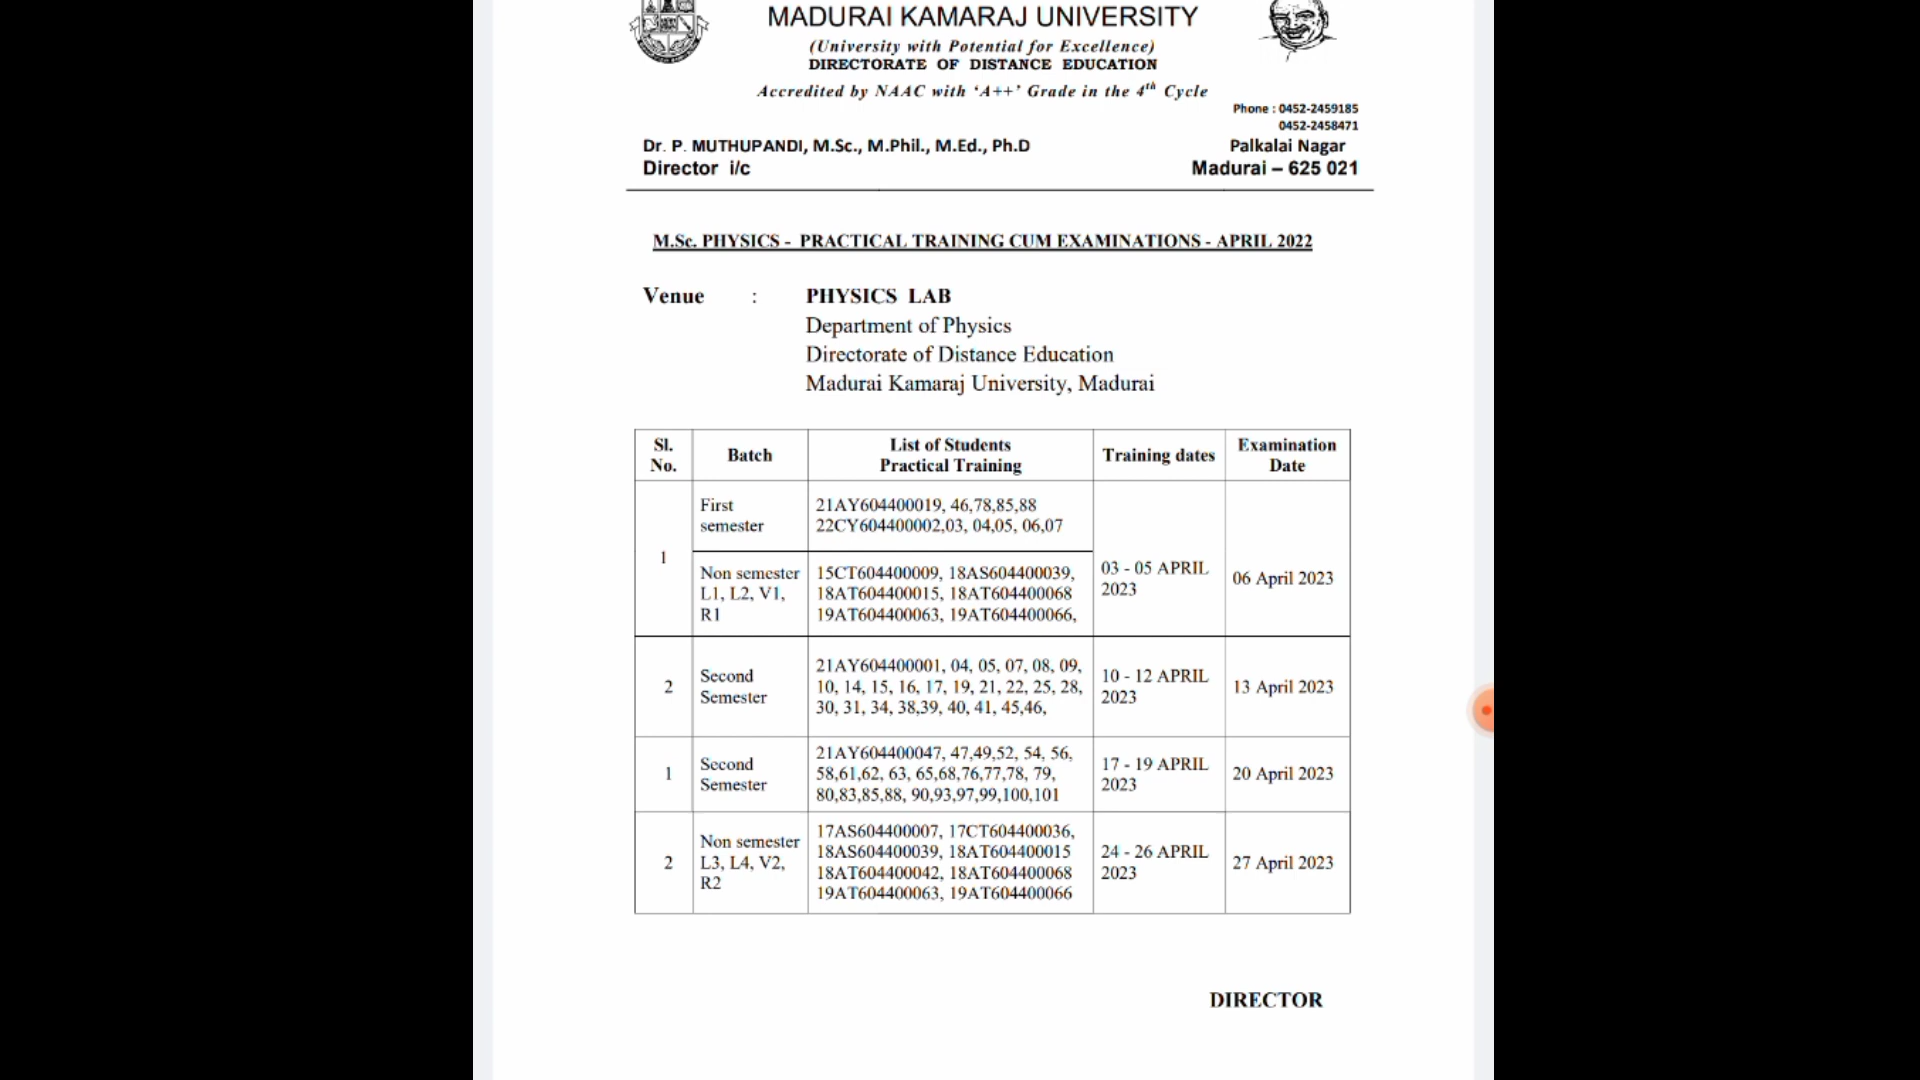 MADURAI KAMARAJ UNIVERSITY
(University with Potential for Excellence)
DIRECTORATE OF DISTANCE EDUCATION
Accredited by NAAC with ‘A++’ Grade in the 4th Cycle
Phone : 0452-2459185
0452-2458471
Dr. P. MUTHUPANDI, M.Sc., M.Phil., M.Ed., Ph.D Palkalai Nagar
Director i/c Madurai – 625 021
M.Sc. PHYSICS - PRACTICAL TRAINING CUM EXAMINATIONS - APRIL 2022
Venue : PHYSICS LAB
Department of Physics
Directorate of Distance Education
Madurai Kamaraj University, Madurai
Sl. No. Batch List of Students Practical Training Training dates Examination Date
1
First semester
21AY604400019, 46,78,85,88
22CY604400002,03, 04,05, 06,07
Non semester
L1, L2, V1,
R1
15CT604400009, 18AS604400039,
18AT604400015, 18AT604400068
19AT604400063, 19AT604400066,
03 - 05 APRIL
2023
06 April 2023
2
Second
Semester
21AY604400001, 04, 05, 07, 08, 09,
10, 14, 15, 16, 17, 19, 21, 22, 25, 28,
30, 31, 34, 38,39, 40, 41, 45,46,
10 - 12 APRIL
2023
13 April 2023
1
Second
Semester
21AY604400047, 47,49,52, 54, 56,
58,61,62, 63, 65,68,76,77,78, 79,
80,83,85,88, 90,93,97,99,100,101
17 - 19 APRIL
2023
20 April 2023
2
Non semester
L3, L4, V2,
R2
17AS604400007, 17CT604400036,
18AS604400039, 18AT604400015
18AT604400042, 18AT604400068
19AT604400063, 19AT604400066
24 - 26 APRIL
2023
27 April 2023
DIRECTOR